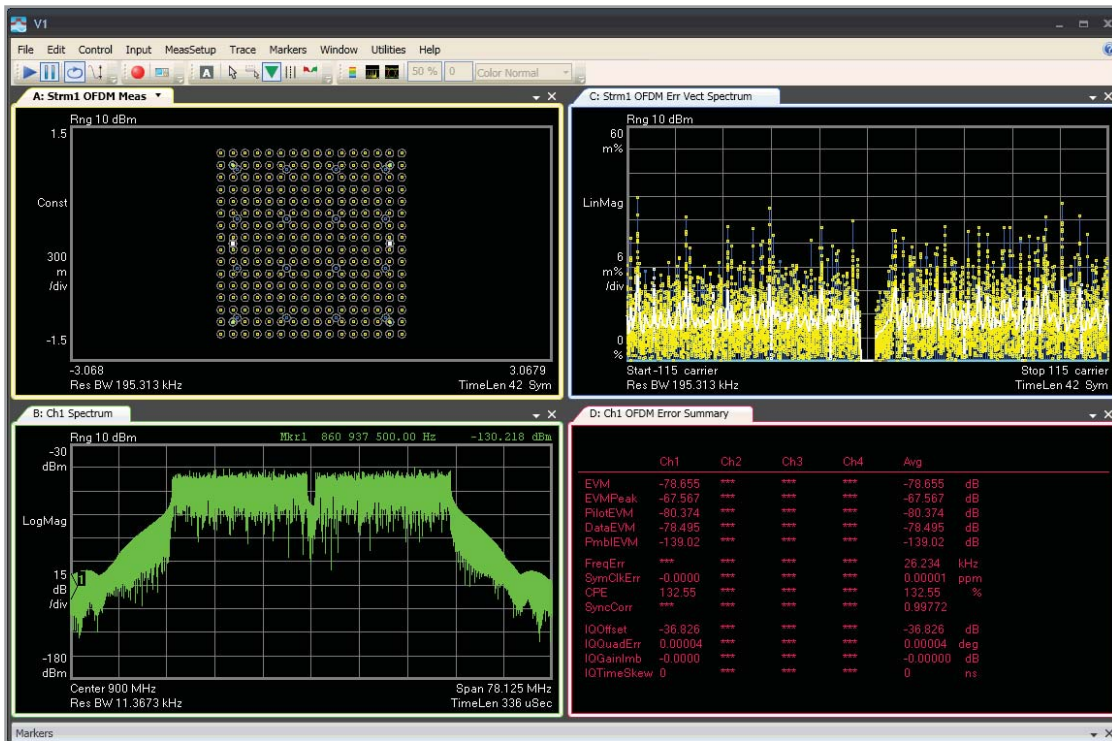 V1
File Edit Control Input MeasSetup Trace Markers Window Utilities Help
A 50 % 0 Color Normal
A: Strm1 OFDM Meas
Rng 10 dBm
1.5
Const
300
m
/div
-1.5
-3.068 3.0679
Res BW 195.313 kHz TimeLen 42 Sym
C: Strm1 OFDM Err Vect Spectrum
Rng 10 dBm
60
m%
LinMag
6
m%
/div
0
%
Start -115 carrier Stop 115 carrier
Res BW 195.313 kHz TimeLen 42 Sym
B: Ch1 Spectrum
Rng 10 dBm Mkr1 860 937 500.00 Hz -130.218 dBm
-30
dBm
LogMag
15
dB
/div
1
-180
dBm
Center 900 MHz Span 78.125 MHz
Res BW 11.3673 kHz TimeLen 336 uSec
D: Ch1 OFDM Error Summary
Ch1 Ch2 Ch3 Ch4 Avg
EVM -78.655 *** *** *** -78.655 dB
EVMPeak -67.567 *** *** *** -67.567 dB
PilotEVM -80.374 *** *** *** -80.374 dB
DataEVM -78.495 *** *** *** -78.495 dB
PmblEVM -139.02 *** *** *** -139.02 dB
FreqErr *** *** *** 26.234 kHz
SymClkErr -0.0000 *** *** *** 0.00001 ppm
CPE 132.55 *** *** *** 132.55 %
SyncCorr *** *** *** *** 0.99772
IQOffset -36.826 *** *** *** -36.826 dB
IQQuadErr 0.00004 *** *** *** 0.00004 deg
IQGainImb -0.0000 *** *** *** -0.00000 dB
IQTimeSkew 0 *** *** *** 0 ns
Markers